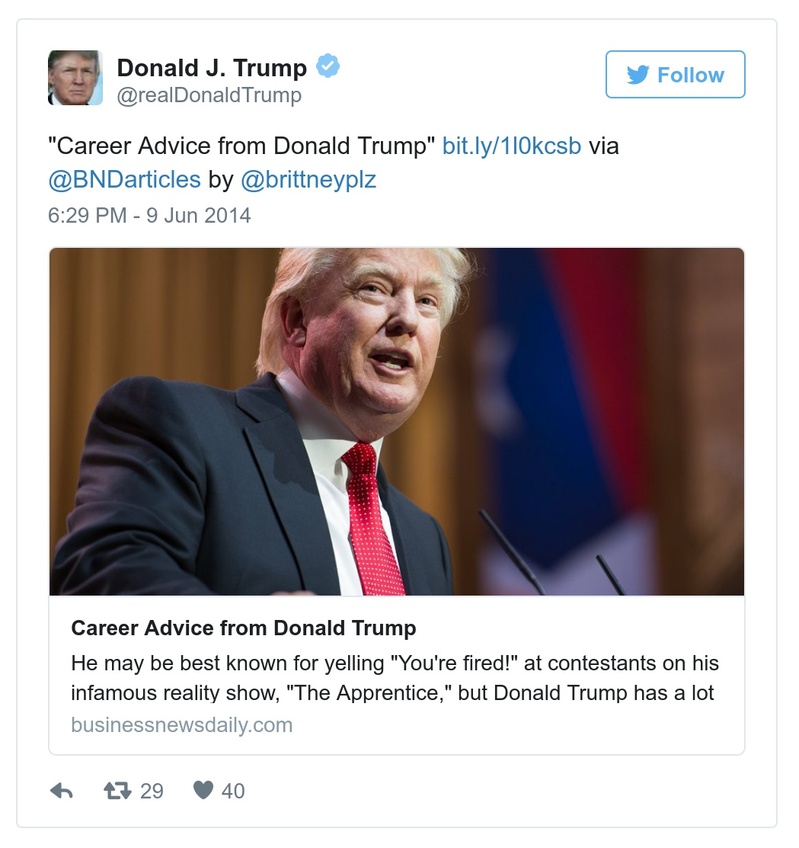 Donald J. Trump
@realDonaldTrump
Follow
"Career Advice from Donald Trump" bit.ly/1l0kcsb via
@BNDarticles by @brittneyplz
6:29 PM - 9 Jun 2014
Career Advice from Donald Trump
He may be best known for yelling "You're fired!" at contestants on his
infamous reality show, "The Apprentice," but Donald Trump has a lot
businessnewsdaily.com
29
40